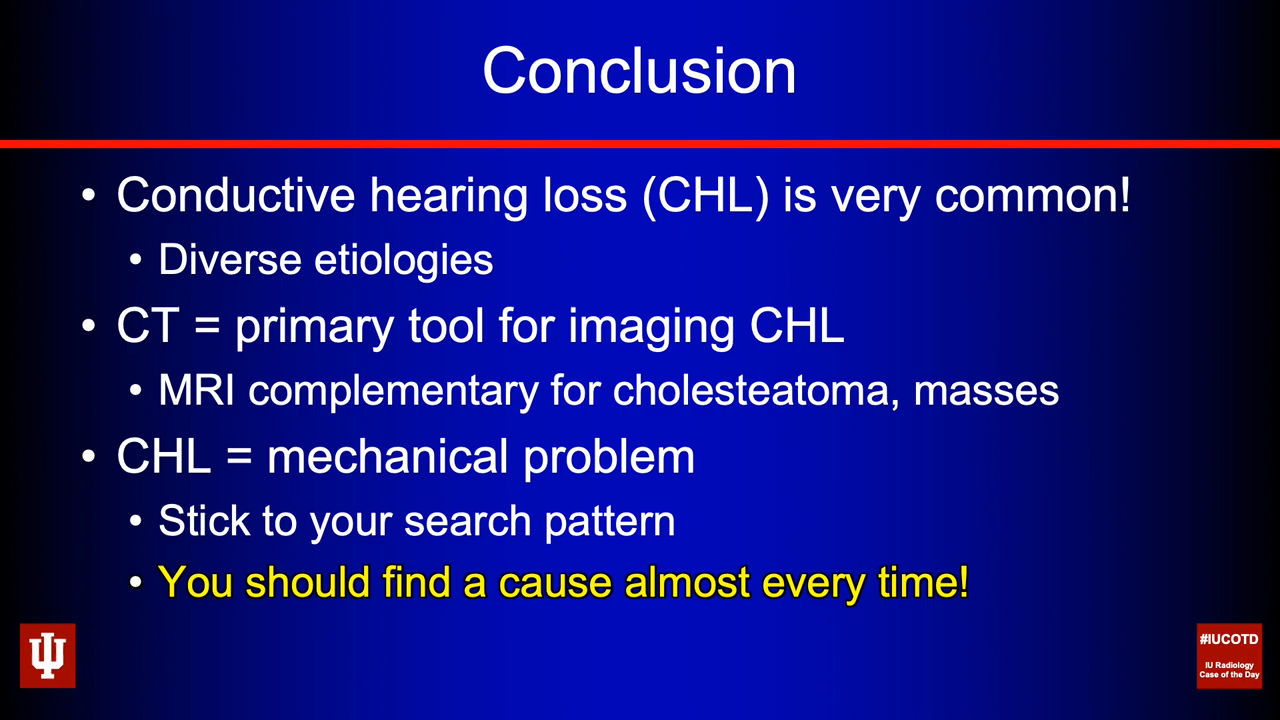 Conclusion
• Conductive hearing loss (CHL) is very common!
• Diverse etiologies
• CT = primary tool for imaging CHL
• MRI complementary for cholesteatoma, masses
• CHL = mechanical problem
• Stick to your search pattern
• You should find a cause almost every time!
#IUCOTD
IU Radiology
Case of the Day